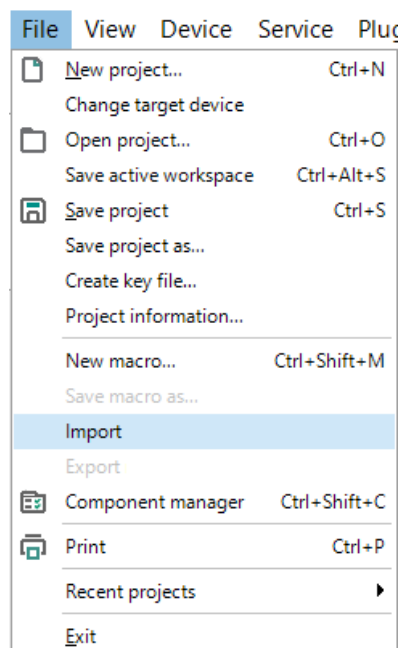 File View Device Service Plug
New project... Ctrl+N
Change target device
Open project... Ctrl+O
Save active workspace Ctrl+Alt+S
Save project Ctrl+S
Save project as...
Create key file...
Project information...
New macro... Ctrl+Shift+M
Save macro as...
Import
Export
Component manager Ctrl+Shift+C
Print Ctrl+P
Recent projects
Exit